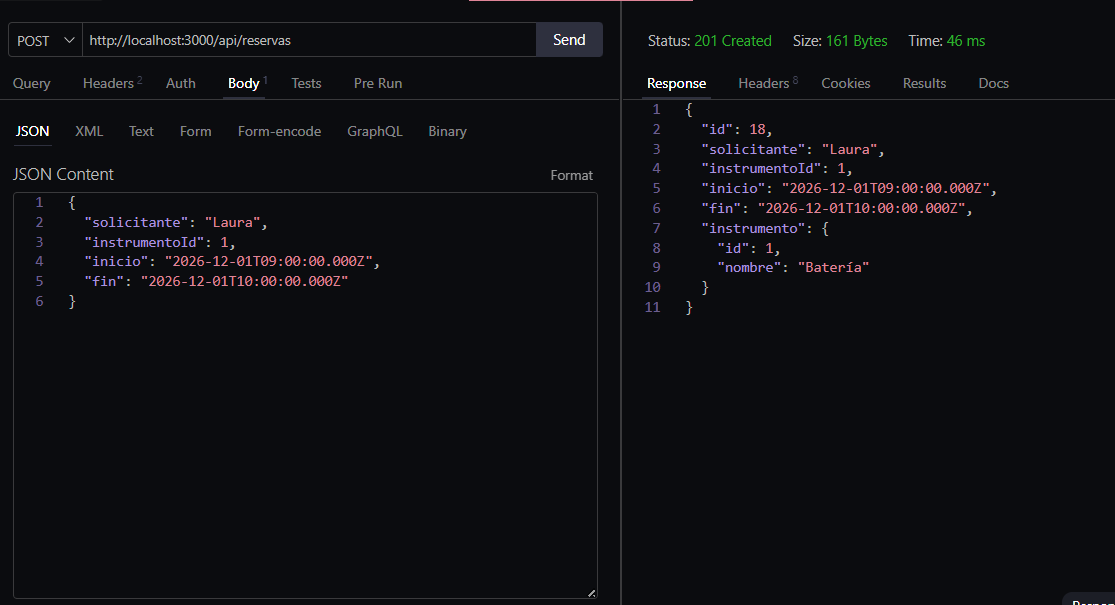 POST http://localhost:3000/api/reservas Send
Query Headers 2 Auth Body 1 Tests Pre Run
JSON XML Text Form Form-encode GraphQL Binary
JSON Content Format
1 {
2 "solicitante": "Laura",
3 "instrumentoId": 1,
4 "inicio": "2026-12-01T09:00:00.000Z",
5 "fin": "2026-12-01T10:00:00.000Z"
6 }
Status: 201 Created Size: 161 Bytes Time: 46 ms
Response Headers 8 Cookies Results Docs
1 {
2 "id": 18,
3 "solicitante": "Laura",
4 "instrumentoId": 1,
5 "inicio": "2026-12-01T09:00:00.000Z",
6 "fin": "2026-12-01T10:00:00.000Z",
7 "instrumento": {
8 "id": 1,
9 "nombre": "Batería"
10 }
11 }